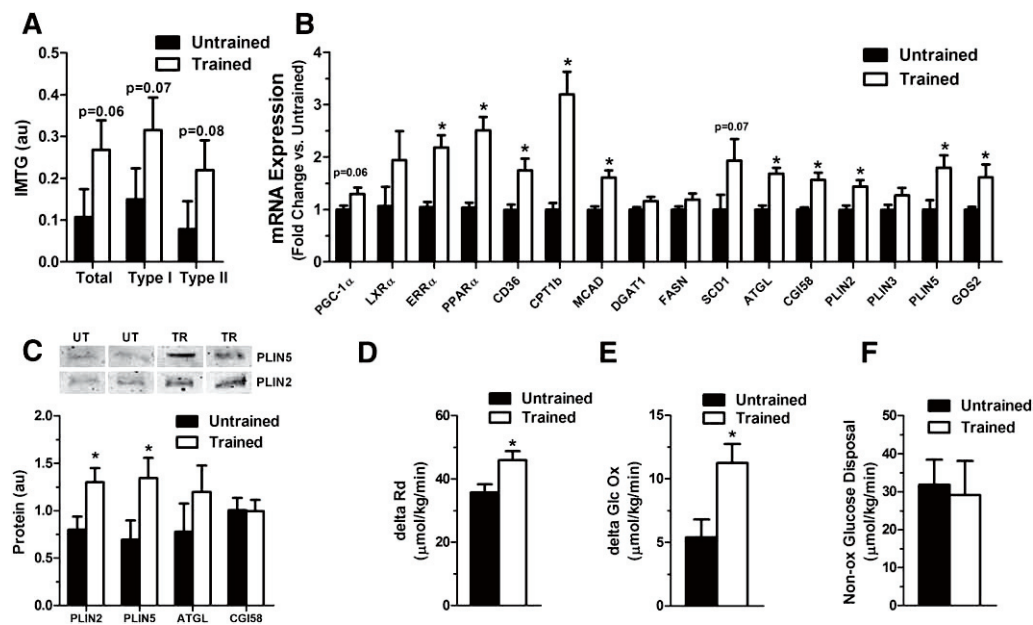 A
Untrained
Trained
IMTG (au)
0.5
0.4
0.3
0.2
0.1
0.0
p=0.06
p=0.07
p=0.08
Total Type I Type II
B
Untrained
Trained
mRNA Expression
(Fold Change vs. Untrained)
4
3
2
1
0
p=0.06
*
*
*
*
*
p=0.07
*
*
*
*
*
PGC-1α LXRα ERRα PPARα CD36 CPT1b MCAD DGAT1 FASN SCD1 ATGL CGI58 PLIN2 PLIN3 PLIN5 GOS2
C
UT UT TR TR
PLIN5
PLIN2
Untrained
Trained
Protein (au)
2.0
1.5
1.0
0.5
0.0
*
*
PLIN2 PLIN5 ATGL CGI58
D
Untrained
Trained
delta Rd
(μmol/kg/min)
60
40
20
0
*
E
Untrained
Trained
delta Glc Ox
(μmol/kg/min)
15
10
5
0
*
F
Untrained
Trained
Non-ox Glucose Disposal
(μmol/kg/min)
50
40
30
20
10
0